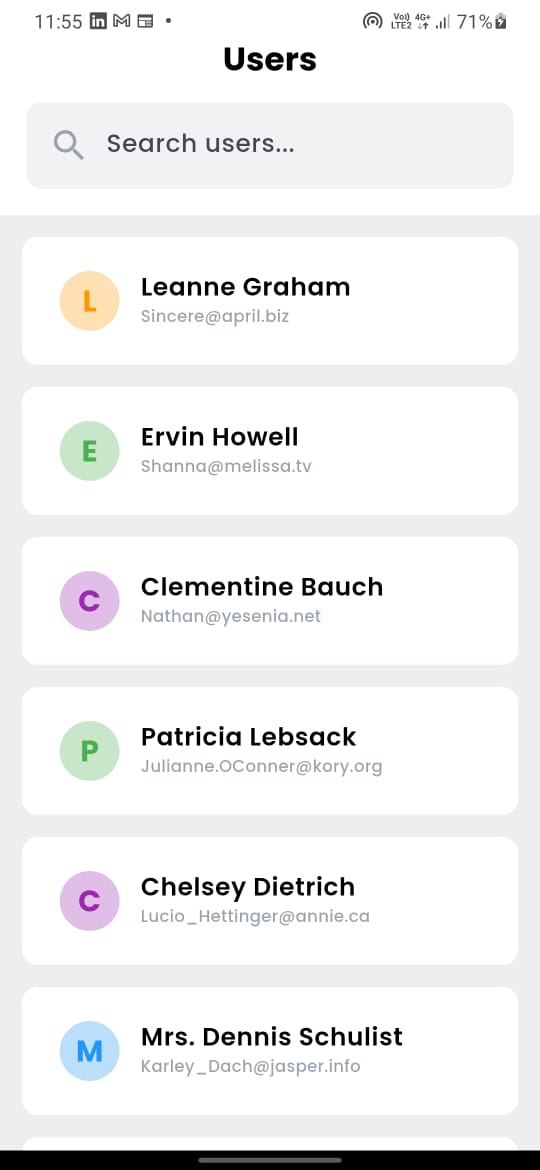 11:55
Vo)) 4G+
LTE2
71%
Users
Search users...
L
Leanne Graham
Sincere@april.biz
E
Ervin Howell
Shanna@melissa.tv
C
Clementine Bauch
Nathan@yesenia.net
P
Patricia Lebsack
Julianne.OConner@kory.org
C
Chelsey Dietrich
Lucio_Hettinger@annie.ca
M
Mrs. Dennis Schulist
Karley_Dach@jasper.info